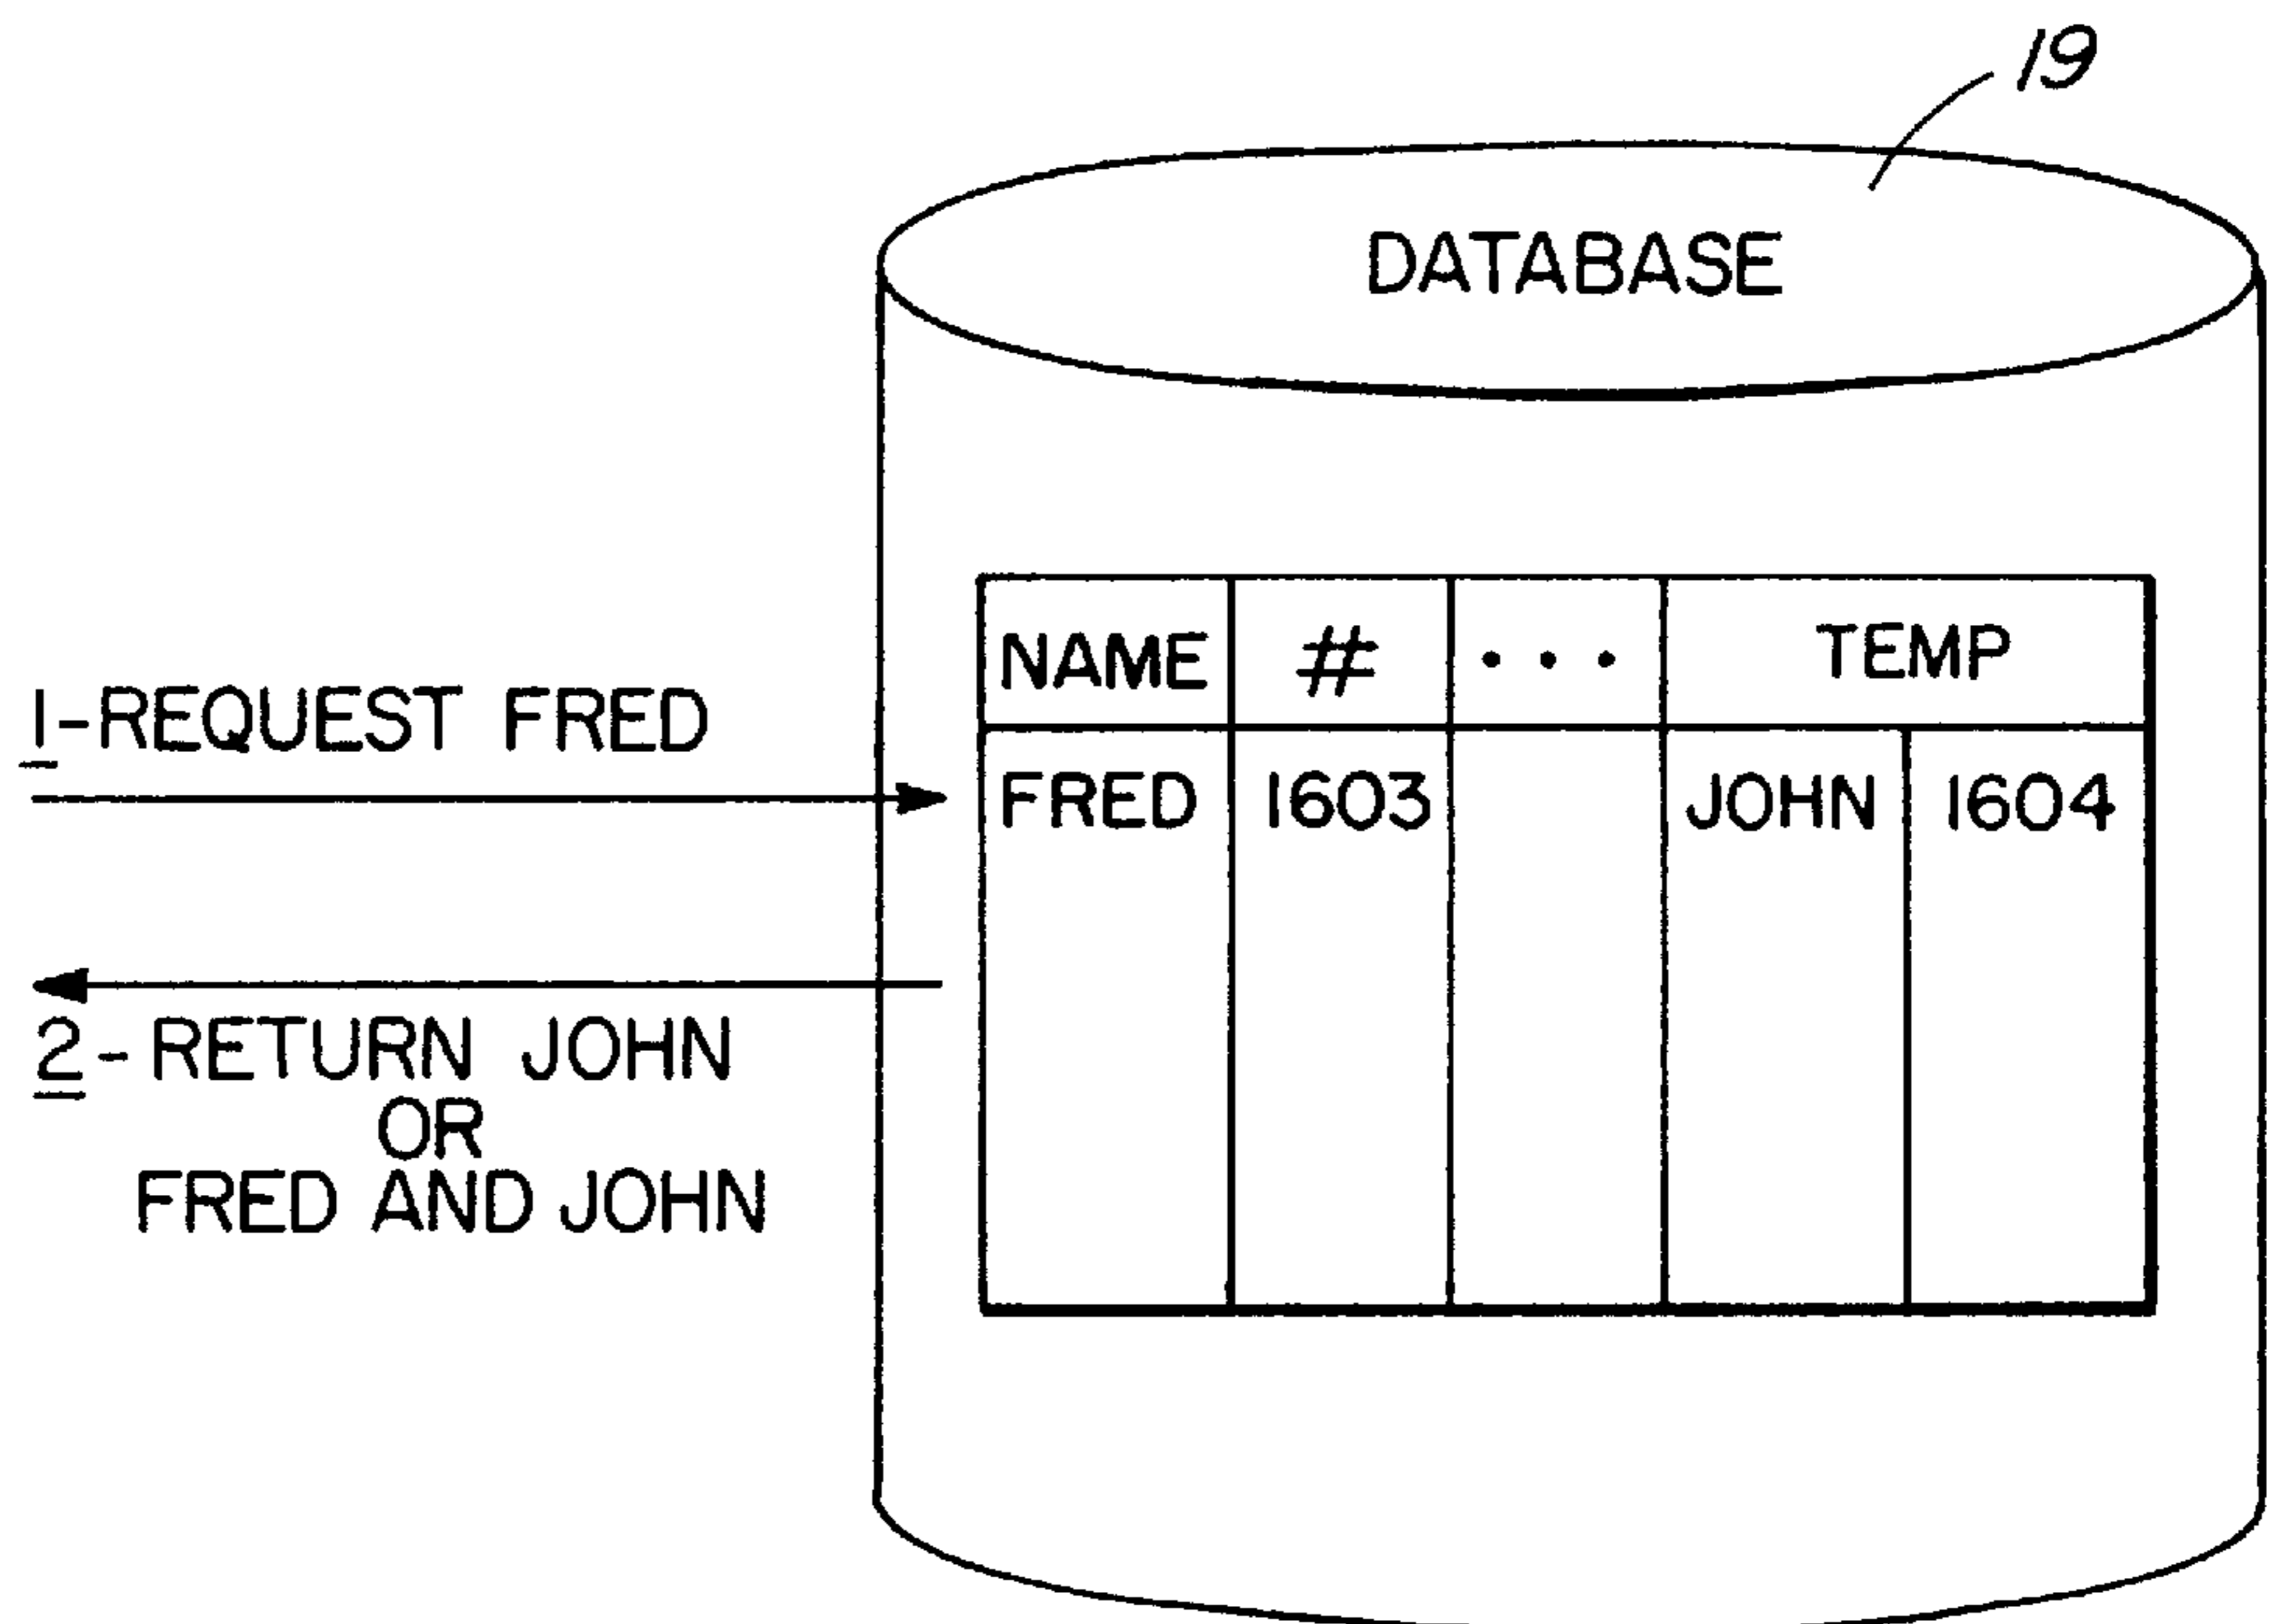 19
DATABASE
NAME # • • • TEMP
FRED 1603 JOHN 1604
1-REQUEST FRED
2-RETURN JOHN
OR
FRED AND JOHN